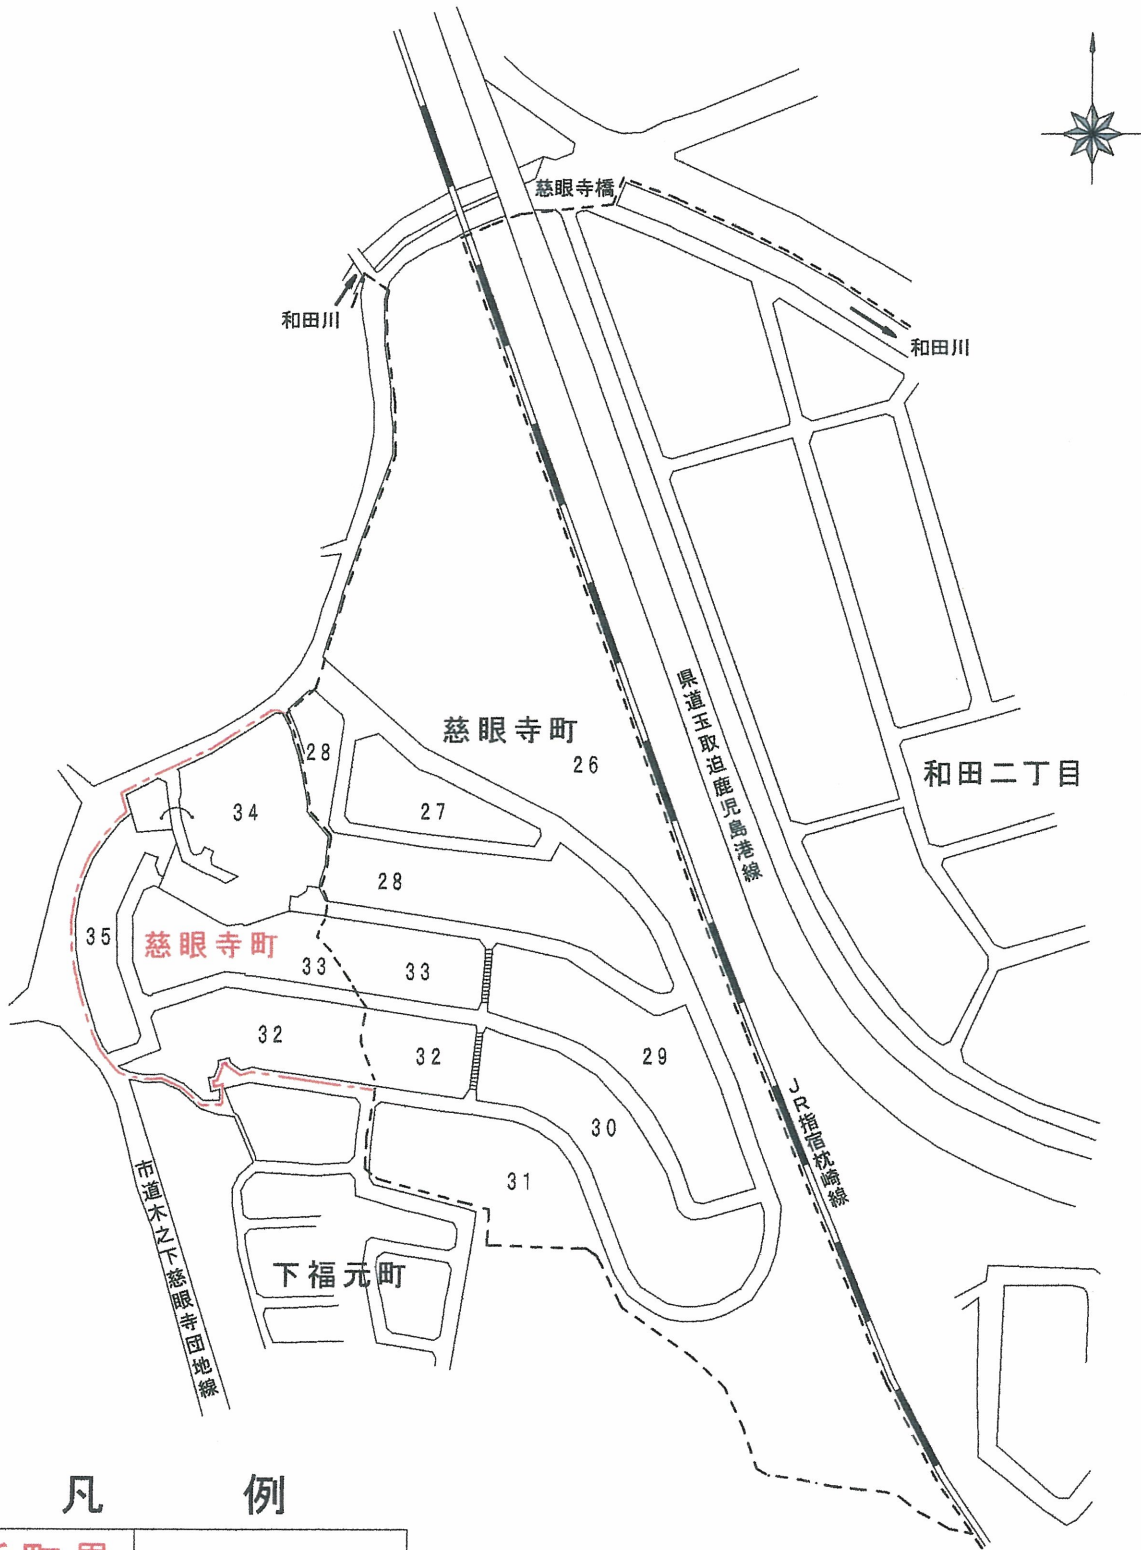 慈眼寺橋
和田川
和田川
県道玉取迫鹿児島港線
慈眼寺町
26
28
27
34
和田二丁目
28
35
慈眼寺町
33
33
32
32
29
30
31
JR指宿枕崎線
市道木之下慈眼寺団地線
下福元町
凡例
新町界